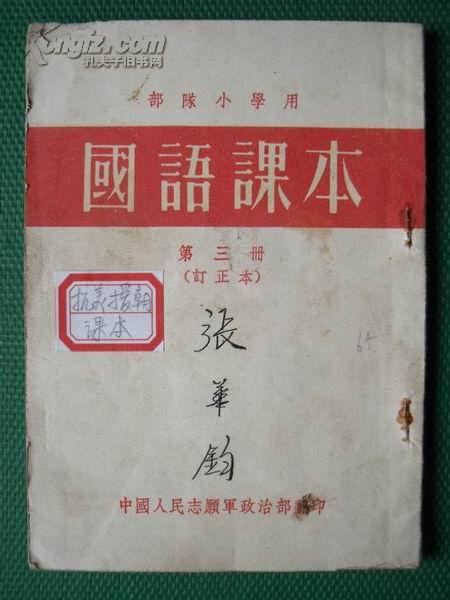 kongfz.com
孔夫子旧书网
部隊小學用
國語課本
第三冊
(訂正本)
抗美援朝
課本
張
華
鈞
65
中國人民志願軍政治部翻印